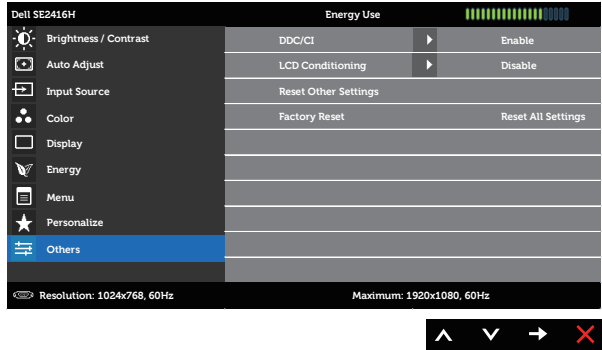 Dell SE2416H Energy Use
Brightness / Contrast DDC/CI Enable
Auto Adjust LCD Conditioning Disable
Input Source Reset Other Settings
Color Factory Reset Reset All Settings
Display
Energy
Menu
Personalize
Others
Resolution: 1024x768, 60Hz Maximum: 1920x1080, 60Hz